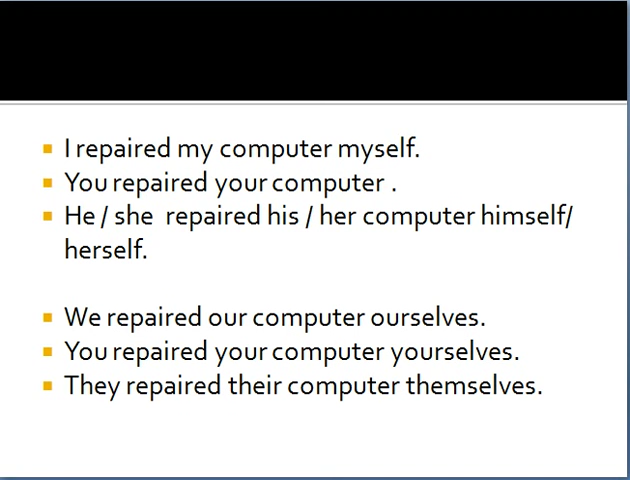 I repaired my computer myself.
You repaired your computer .
He / she repaired his / her computer himself/
herself.
We repaired our computer ourselves.
You repaired your computer yourselves.
They repaired their computer themselves.